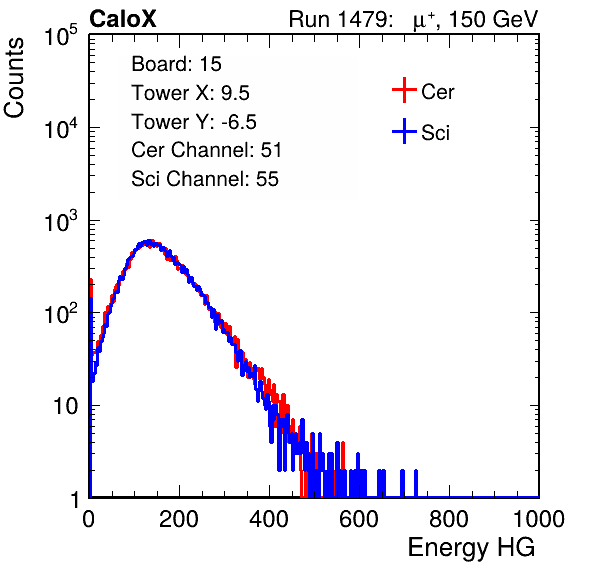 CaloX Run 1479: μ⁺, 150 GeV
Counts
10⁵
10⁴
10³
10²
10
1
Board: 15
Tower X: 9.5
Tower Y: -6.5
Cer Channel: 51
Sci Channel: 55
Cer
Sci
0 200 400 600 800 1000
Energy HG